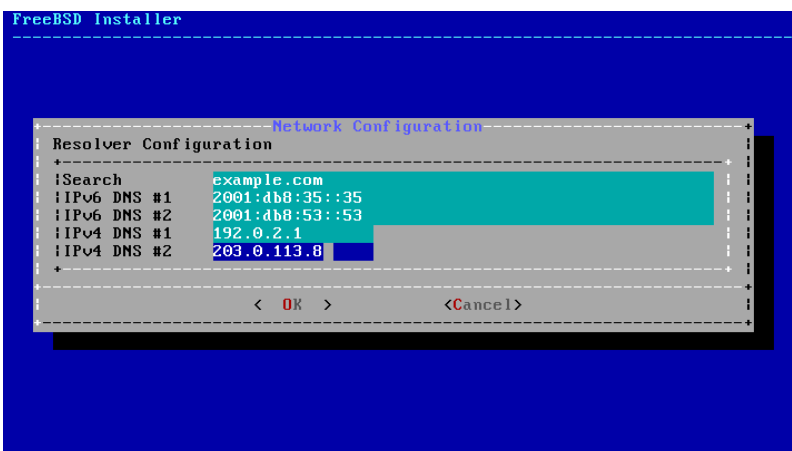 FreeBSD Installer
Network Configuration
Resolver Configuration
Search example.com
IPv6 DNS #1 2001:db8:35::35
IPv6 DNS #2 2001:db8:53::53
IPv4 DNS #1 192.0.2.1
IPv4 DNS #2 203.0.113.8
< OK > <Cancel>